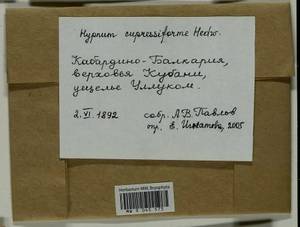 Hypnum cupressiforme Hedw.
Кабардино-Балкария,
верховья Кубани,
ущелье Уллукам.
2.VI.1892 собр. А.В.Павлов
опр. Е. Игнатова, 2005
Herbarium MW, Bryophyta